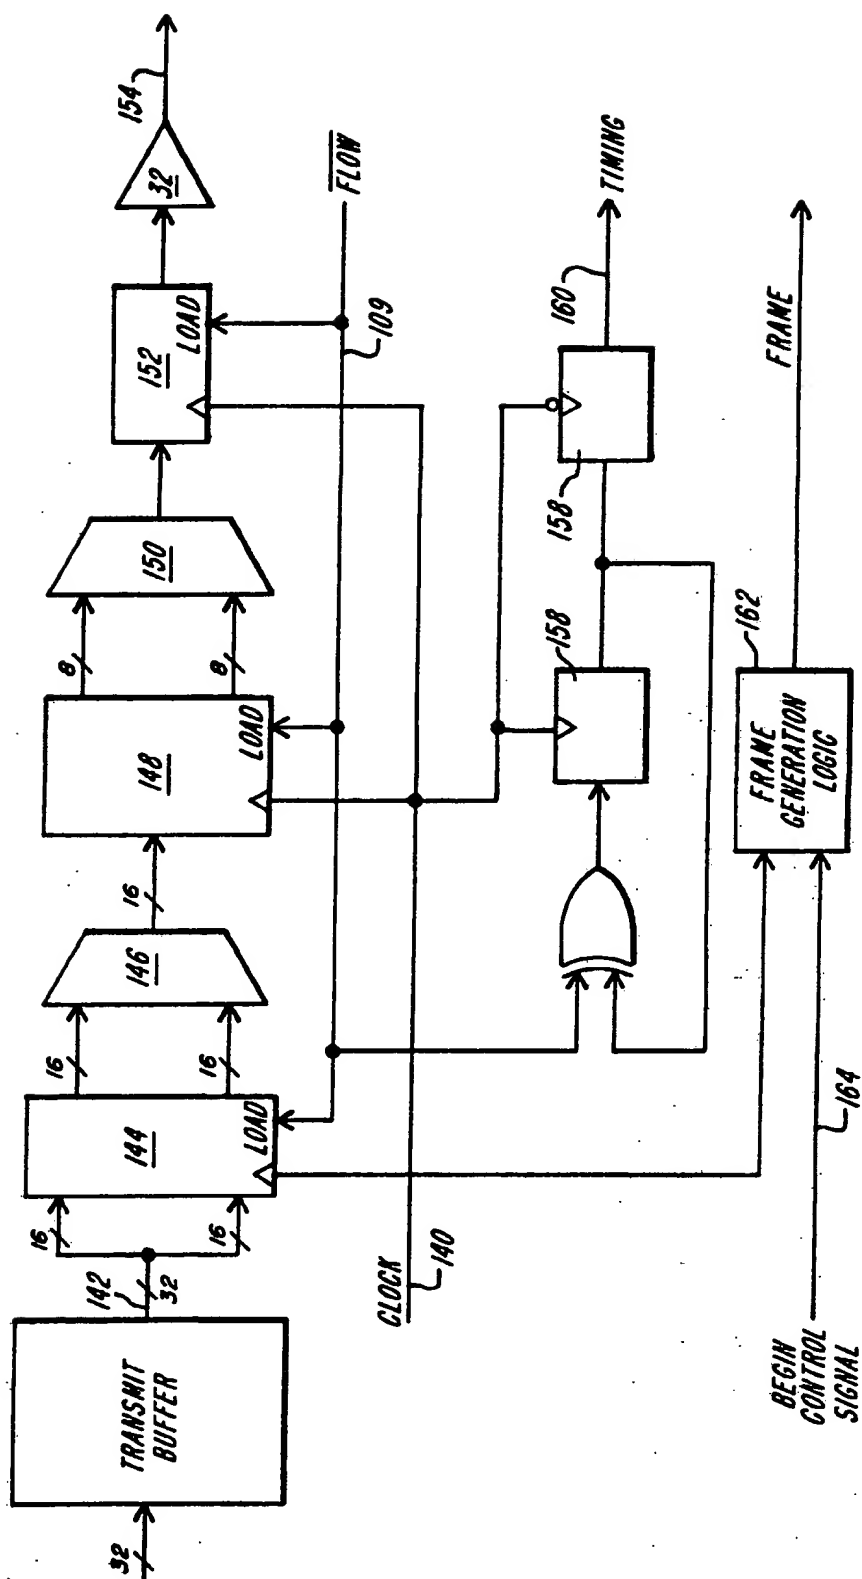 32
TRANSMIT
BUFFER
142
32
16
16
144
LOAD
16
16
146
16
148
LOAD
8
8
150
152
LOAD
32
154
FLOW
109
CLOCK
140
158
158
160
TIMING
BEGIN
CONTROL
SIGNAL
164
162
FRAME
GENERATION
LOGIC
FRAME